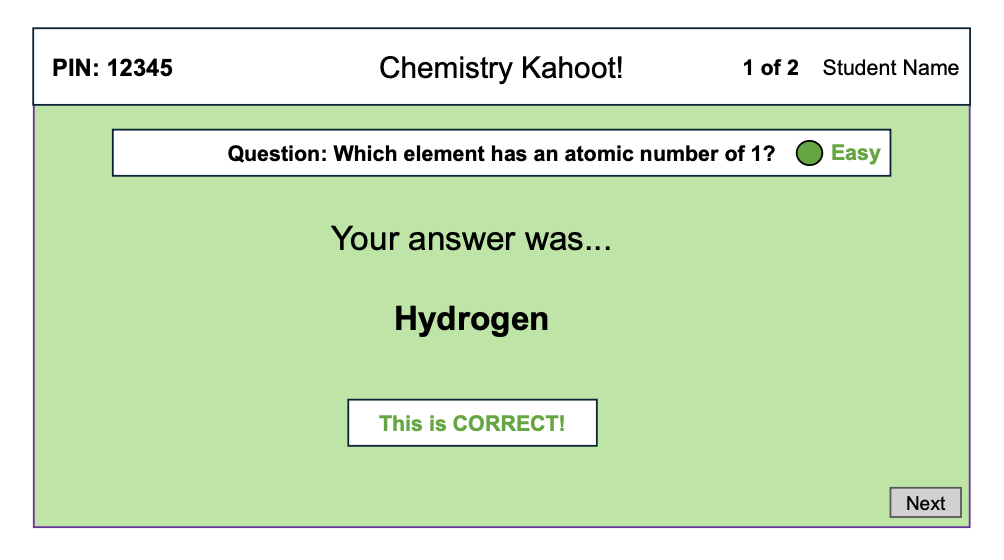 PIN: 12345 Chemistry Kahoot! 1 of 2 Student Name
Question: Which element has an atomic number of 1? Easy
Your answer was...
Hydrogen
This is CORRECT!
Next